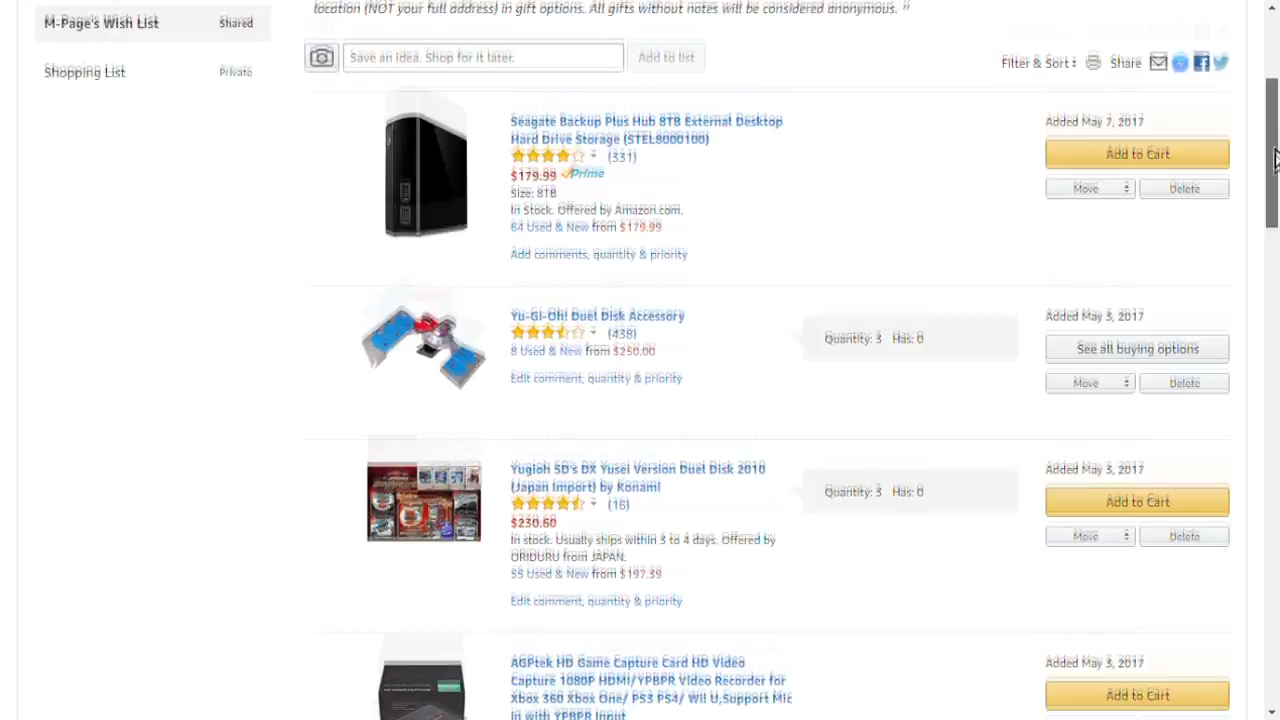 location (NOT your full address) in gift options. All gifts without notes will be considered anonymous. ”
M-Page's Wish List Shared
Shopping List Private
Save an idea. Shop for it later. Add to list
Filter & Sort Share
Seagate Backup Plus Hub 8TB External Desktop
Hard Drive Storage (STEL8000100)
(331)
$179.99 Prime
Size: 8TB
In Stock. Offered by Amazon.com.
64 Used & New from $179.99
Add comments, quantity & priority
Added May 7, 2017
Add to Cart
Move Delete
Yu-Gi-Oh! Duel Disk Accessory
(438)
8 Used & New from $250.00
Edit comment, quantity & priority
Quantity: 3 Has: 0
Added May 3, 2017
See all buying options
Move Delete
Yugioh 5D's DX Yusei Version Duel Disk 2010
(Japan Import) by Konami
(16)
$230.60
In stock. Usually ships within 3 to 4 days. Offered by
ORIDURU from JAPAN.
55 Used & New from $197.39
Edit comment, quantity & priority
Quantity: 3 Has: 0
Added May 3, 2017
Add to Cart
Move Delete
AGPtek HD Game Capture Card HD Video
Capture 1080P HDMI/YPBPR Video Recorder for
Xbox 360 Xbox One/ PS3 PS4/ Wii U,Support Mic
in with YPBPR Input
Added May 3, 2017
Add to Cart